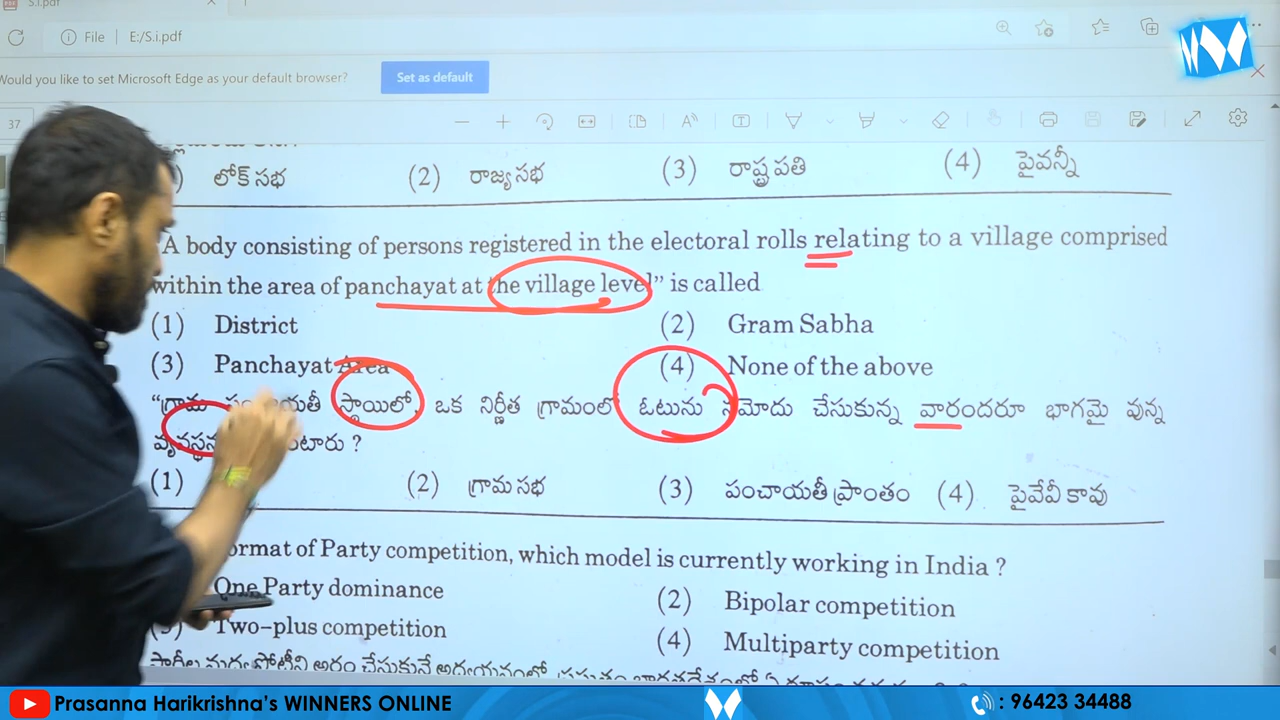 S.i.pdf
File E:/S.i.pdf
Would you like to set Microsoft Edge as your default browser? Set as default
37
లోక్ సభ (2) రాజ్య సభ (3) రాష్ట్రపతి (4) పైవన్నీ
A body consisting of persons registered in the electoral rolls relating to a village comprised
within the area of panchayat at the village level" is called
(1) District (2) Gram Sabha
(3) Panchayat Area (4) None of the above
"గ్రామ స్థాయిలో, ఒక నిర్ణీత గ్రామంలో ఓటును నమోదు చేసుకున్న వారందరూ భాగమై వున్న
?
(1) (2) గ్రామ సభ (3) పంచాయతీ ప్రాంతం (4) పైవేవీ కావు
of Party competition, which model is currently working in India ?
One Party dominance (2) Bipolar competition
Two-plus competition (4) Multiparty competition
Prasanna Harikrishna's WINNERS ONLINE : 96423 34488